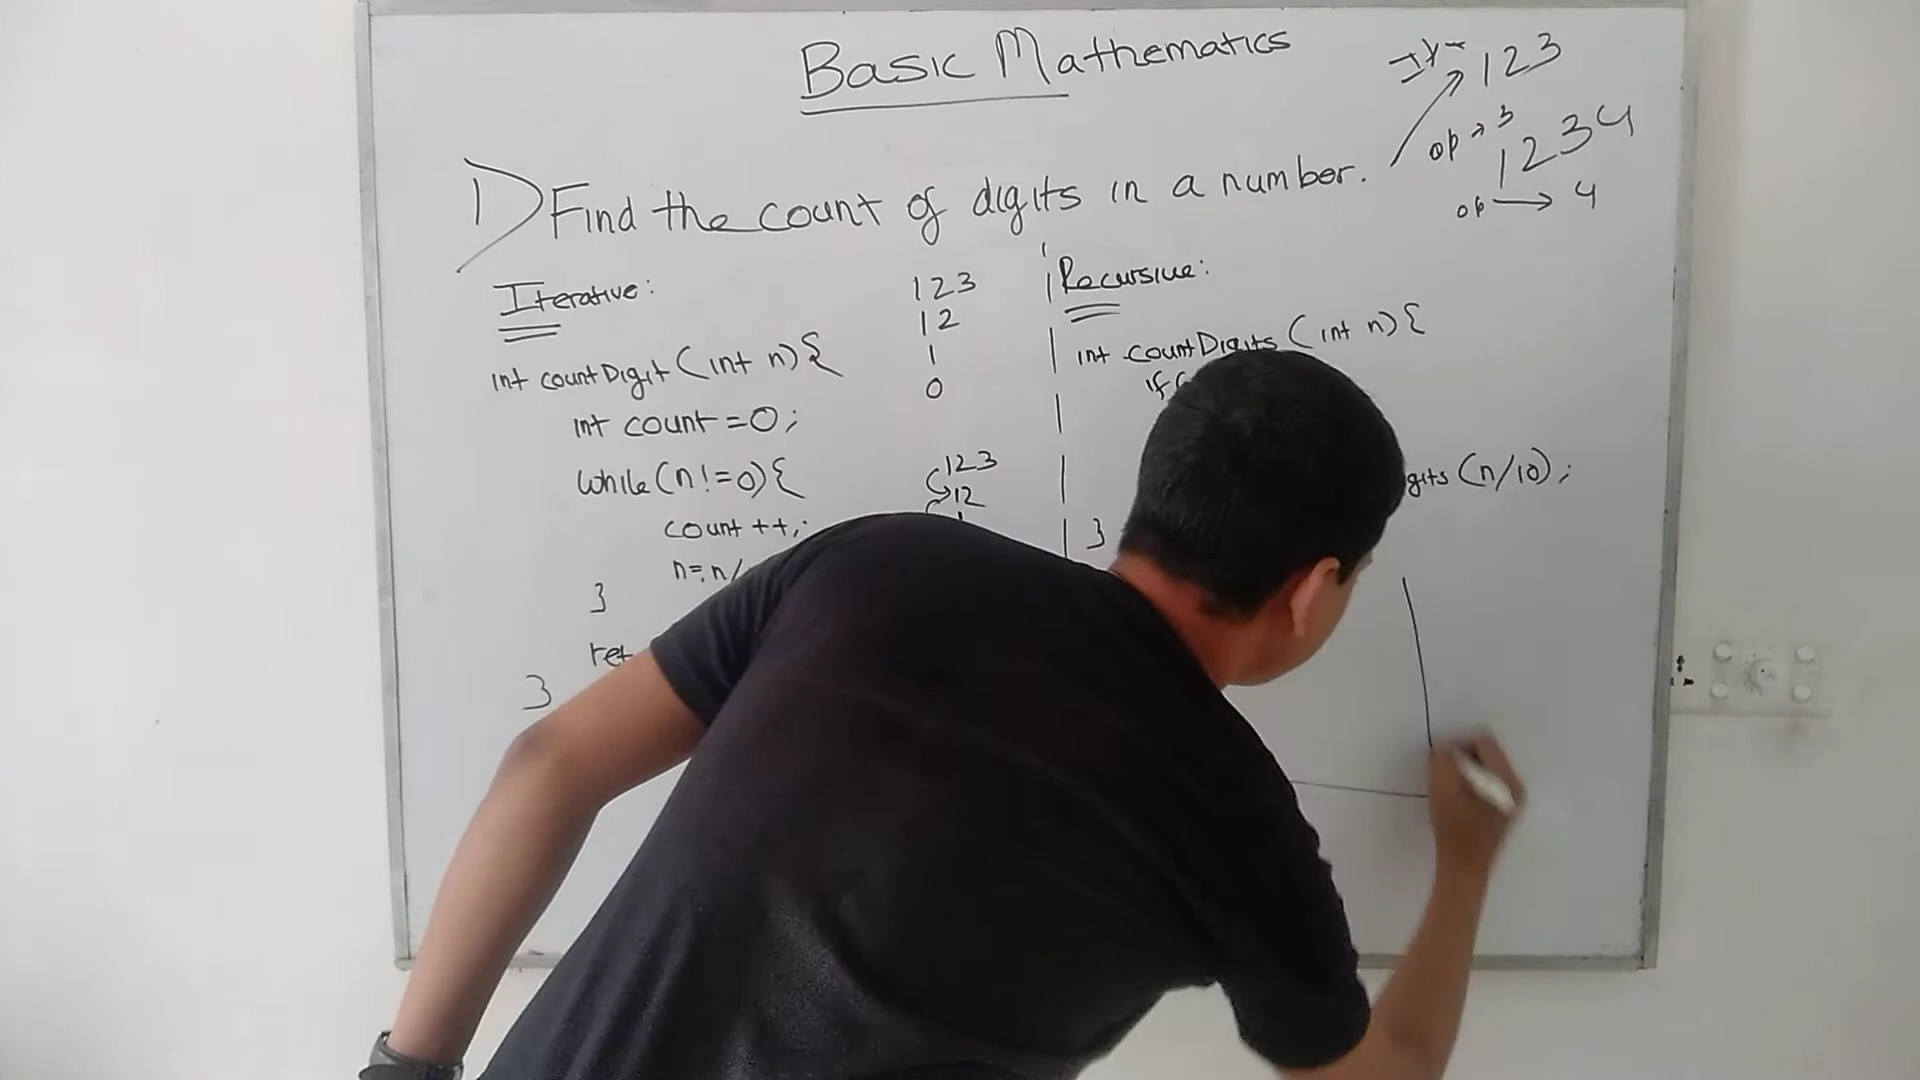 Basic Mathematics
123
op → 3
1234
op → 4
1) Find the count of digits in a number.
Iterative:
int countDigit (int n) {
int count = 0;
while (n != 0) {
count ++;
n = n/
}
}
123
12
1
0
123
12
Recursive:
int countDigits (int n) {
if (
gits (n/10);
}